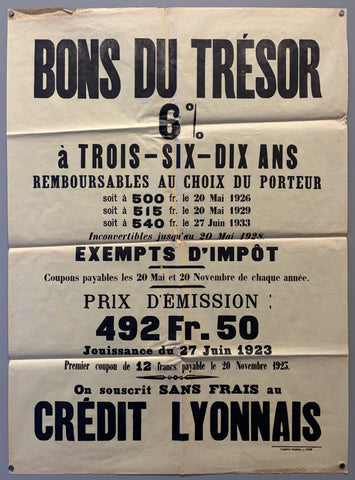 BONS DU TRÉSOR
6%
à TROIS-SIX-DIX ANS
REMBOURSABLES AU CHOIX DU PORTEUR
soit à 500 fr. le 20 Mai 1926
soit à 515 fr. le 20 Mai 1929
soit à 540 fr. le 27 Juin 1933
Inconvertibles jusqu'au 20 Mai 1928.
EXEMPTS D'IMPÔT
Coupons payables les 20 Mai et 20 Novembre de chaque année.
PRIX D'ÉMISSION :
492 Fr. 50
Jouissance du 27 Juin 1923
Premier coupon de 12 francs payable le 20 Novembre 1923.
On souscrit SANS FRAIS au
CRÉDIT LYONNAIS